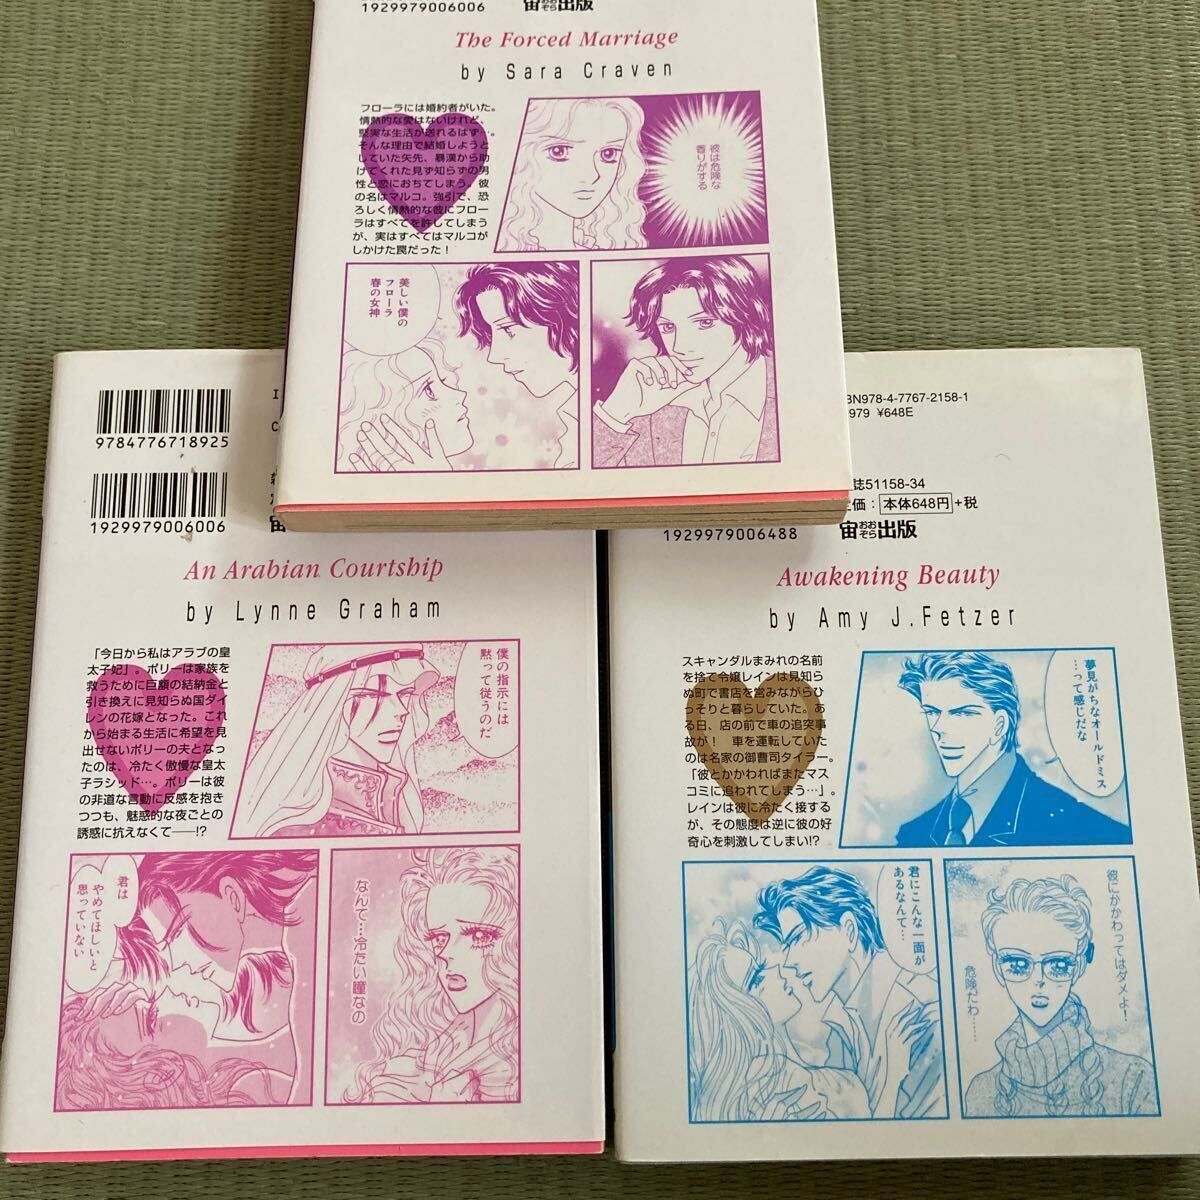 1929979006006
宙おおぞら出版
The Forced Marriage
by Sara Craven
フローラには婚約者がいた。
情熱的な愛はないけれど、
堅実な生活が送れるはず…。
そんな理由で結婚しようと
していた矢先、暴漢から助
けてくれた見ず知らずの男
性と恋におちてしまう。彼
の名はマルコ。強引で、恐
ろしく情熱的な彼にフロー
ラはすべてを許してしまう
が、実はすべてはマルコが
しかけた罠だった！
彼は危険な
香りがする
美しい僕の
フローラ
春の女神
9784776718925
1929979006006
宙
An Arabian Courtship
by Lynne Graham
「今日から私はアラブの皇
太子妃」。ポリーは家族を
救うために巨額の結納金と
引き換えに見知らぬ国ダイ
レンの花嫁となった。これ
から始まる生活に希望を見
出せないポリーの夫となっ
たのは、冷たく傲慢な皇太
子ラシッド…。ポリーは彼
の非道な言動に反感を抱き
つつも、魅惑的な夜ごとの
誘惑に抗えなくて――!?
僕の指示には
黙って従うのだ
君は
やめてほしいと
思っていない
なんて…冷たい瞳なの
BN978-4-7767-2158-1
979 ¥648E
誌51158-34
価：本体648円+税
1929979006488
宙おおぞら出版
Awakening Beauty
by Amy J.Fetzer
スキャンダルまみれの名前
を捨て令嬢レインは見知ら
ぬ町で書店を営みながらひ
っそりと暮らしていた。あ
る日、店の前で車の追突事
故が！　車を運転していた
のは名家の御曹司タイラー。
「彼とかかわればまたマス
コミに追われてしまう…」。
レインは彼に冷たく接する
が、その態度は逆に彼の好
奇心を刺激してしまい!?
夢見がちなオールドミス
…って感じだな
君にこんな一面が
あるなんて…
彼にかかわってはダメよ！
危険だわ……